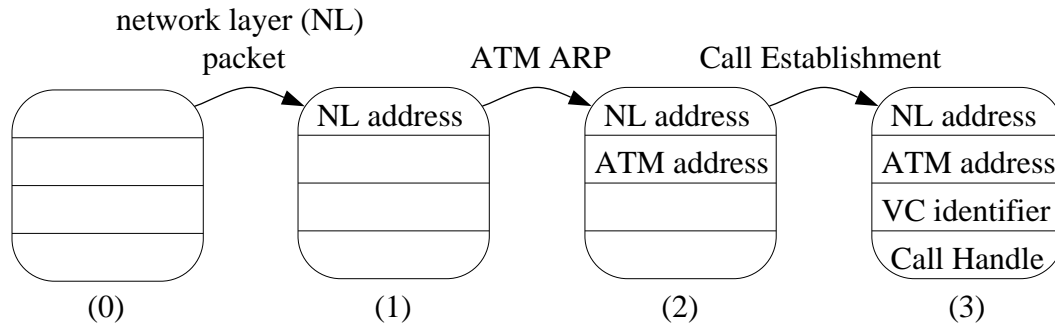 network layer (NL)
packet
ATM ARP
Call Establishment
NL address
NL address
ATM address
NL address
ATM address
VC identifier
Call Handle
(0)
(1)
(2)
(3)